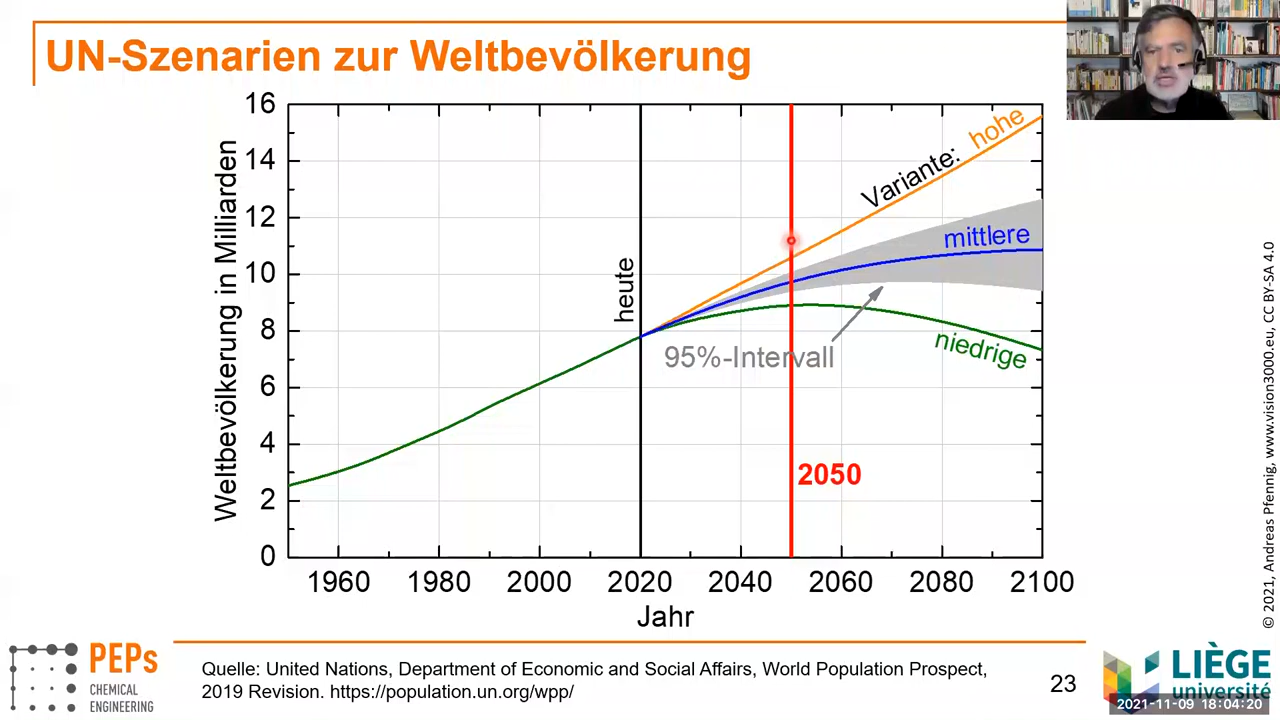 UN-Szenarien zur Weltbevölkerung
Weltbevölkerung in Milliarden
16
14
12
10
8
6
4
2
0
heute
Variante: hohe
mittlere
niedrige
95%-Intervall
2050
1960 1980 2000 2020 2040 2060 2080 2100
Jahr
© 2021, Andreas Pfennig, www.vision3000.eu, CC BY-SA 4.0
PEPs
CHEMICAL
ENGINEERING
Quelle: United Nations, Department of Economic and Social Affairs, World Population Prospect,
2019 Revision. https://population.un.org/wpp/
23
LIÈGE
université
2021-11-09 18:04:20